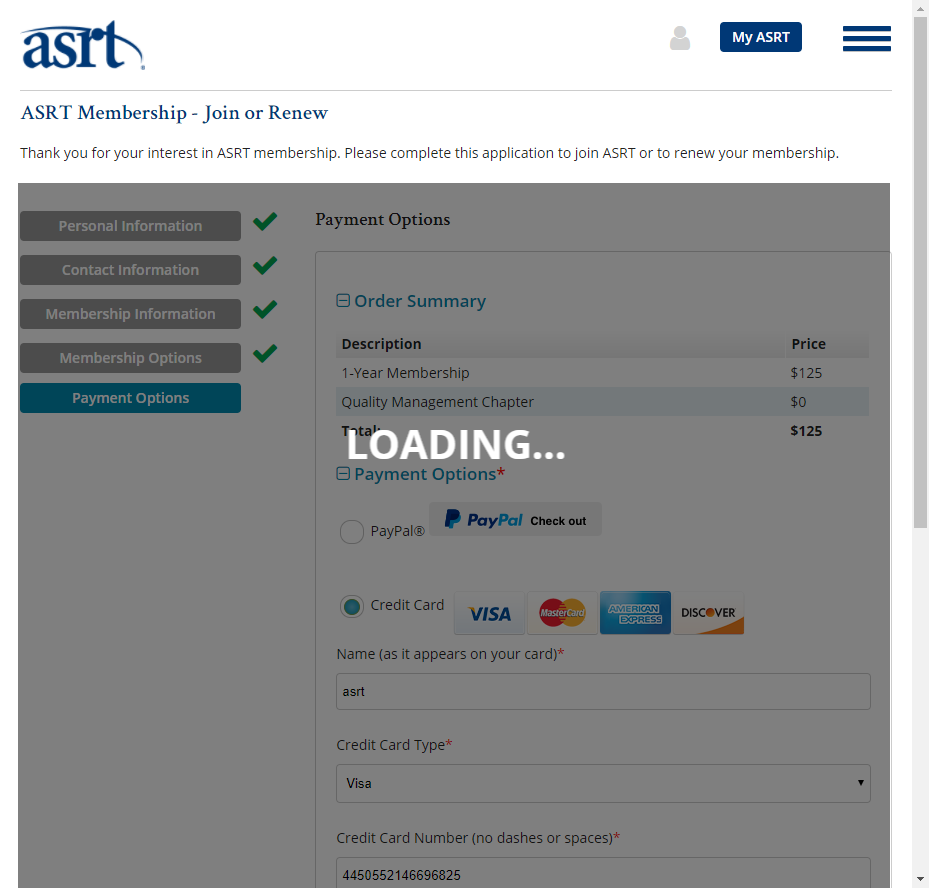 asrt
My ASRT
ASRT Membership - Join or Renew
Thank you for your interest in ASRT membership. Please complete this application to join ASRT or to renew your membership.
Personal Information
Contact Information
Membership Information
Membership Options
Payment Options
Payment Options
Order Summary
Description Price
1-Year Membership $125
Quality Management Chapter $0
Total: $125
LOADING...
Payment Options*
PayPal® PayPal Check out
Credit Card VISA MasterCard AMERICAN EXPRESS DISCOVER
Name (as it appears on your card)*
asrt
Credit Card Type*
Visa
Credit Card Number (no dashes or spaces)*
4450552146696825